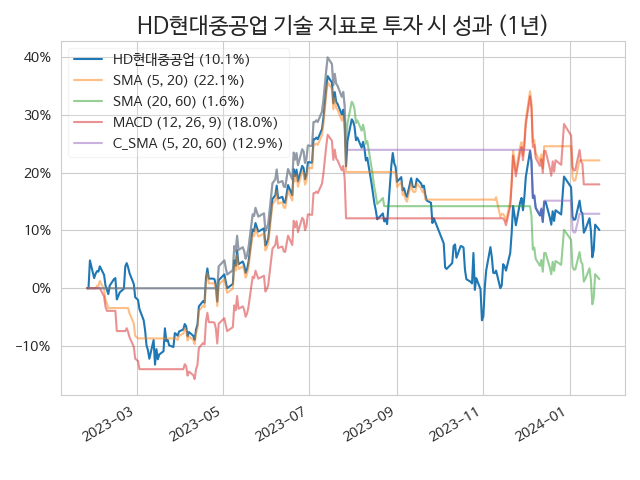 HD현대중공업 기술 지표로 투자 시 성과 (1년)
HD현대중공업 (10.1%)
SMA (5, 20) (22.1%)
SMA (20, 60) (1.6%)
MACD (12, 26, 9) (18.0%)
C_SMA (5, 20, 60) (12.9%)
40%
30%
20%
10%
0%
−10%
2023-03
2023-05
2023-07
2023-09
2023-11
2024-01